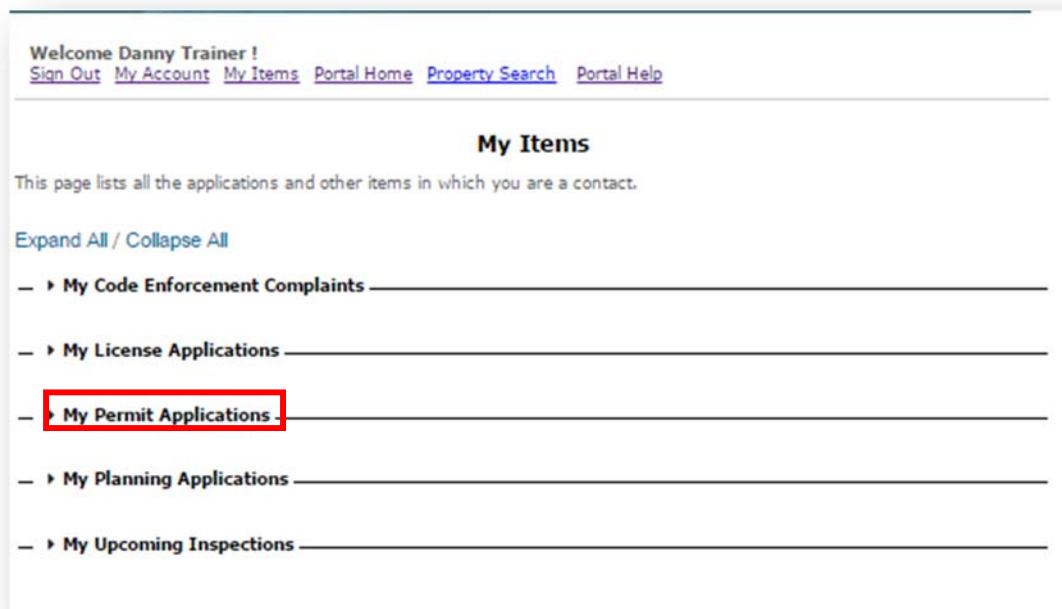 Welcome Danny Trainer !
Sign Out My Account My Items Portal Home Property Search Portal Help
My Items
This page lists all the applications and other items in which you are a contact.
Expand All / Collapse All
My Code Enforcement Complaints
My License Applications
My Permit Applications
My Planning Applications
My Upcoming Inspections